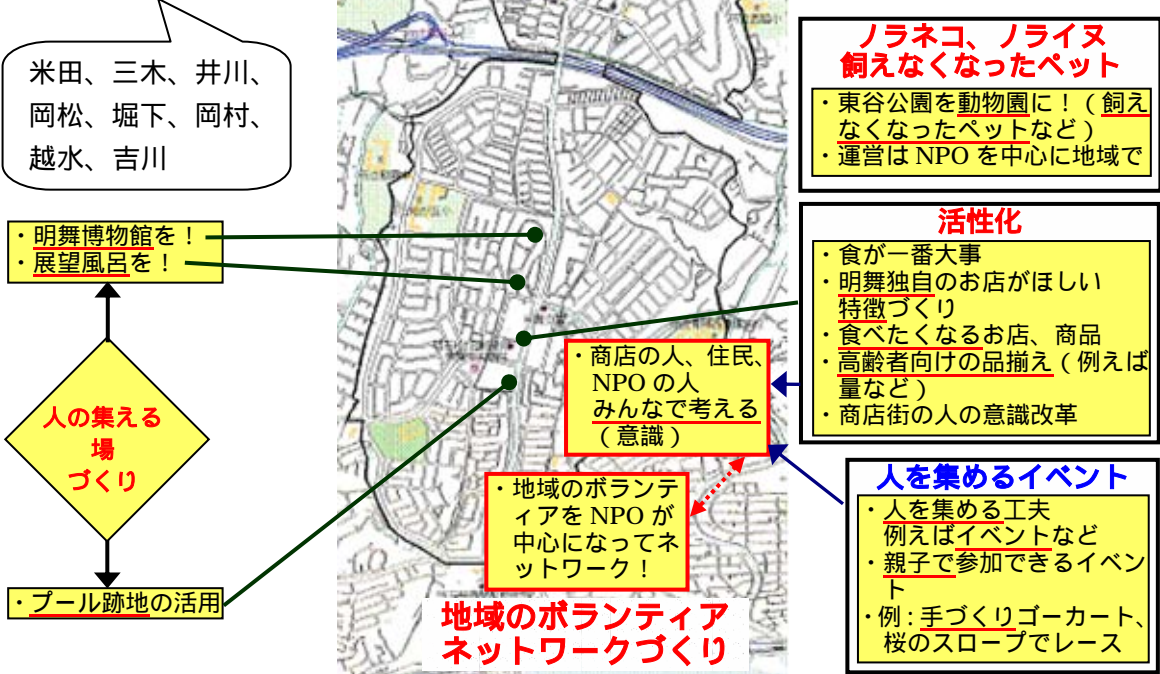 米田、三木、井川、
岡松、堀下、岡村、
越水、吉川
・明舞博物館を！
・展望風呂を！
人の集える
場
づくり
・プール跡地の活用
ノラネコ、ノライヌ
飼えなくなったペット
・東谷公園を動物園に！（飼え
なくなったペットなど）
・運営は NPO を中心に地域で
活性化
・食が一番大事
・明舞独自のお店がほしい
特徴づくり
・食べたくなるお店、商品
・高齢者向けの品揃え（例えば
量など）
・商店街の人の意識改革
・商店の人、住民、
NPO の人
みんなで考える
（意識）
人を集めるイベント
・人を集める工夫
例えばイベントなど
・親子で参加できるイベン
ト
・例：手づくりゴーカート、
桜のスロープでレース
・地域のボランテ
ィアを NPO が
中心になってネ
ットワーク！
地域のボランティア
ネットワークづくり